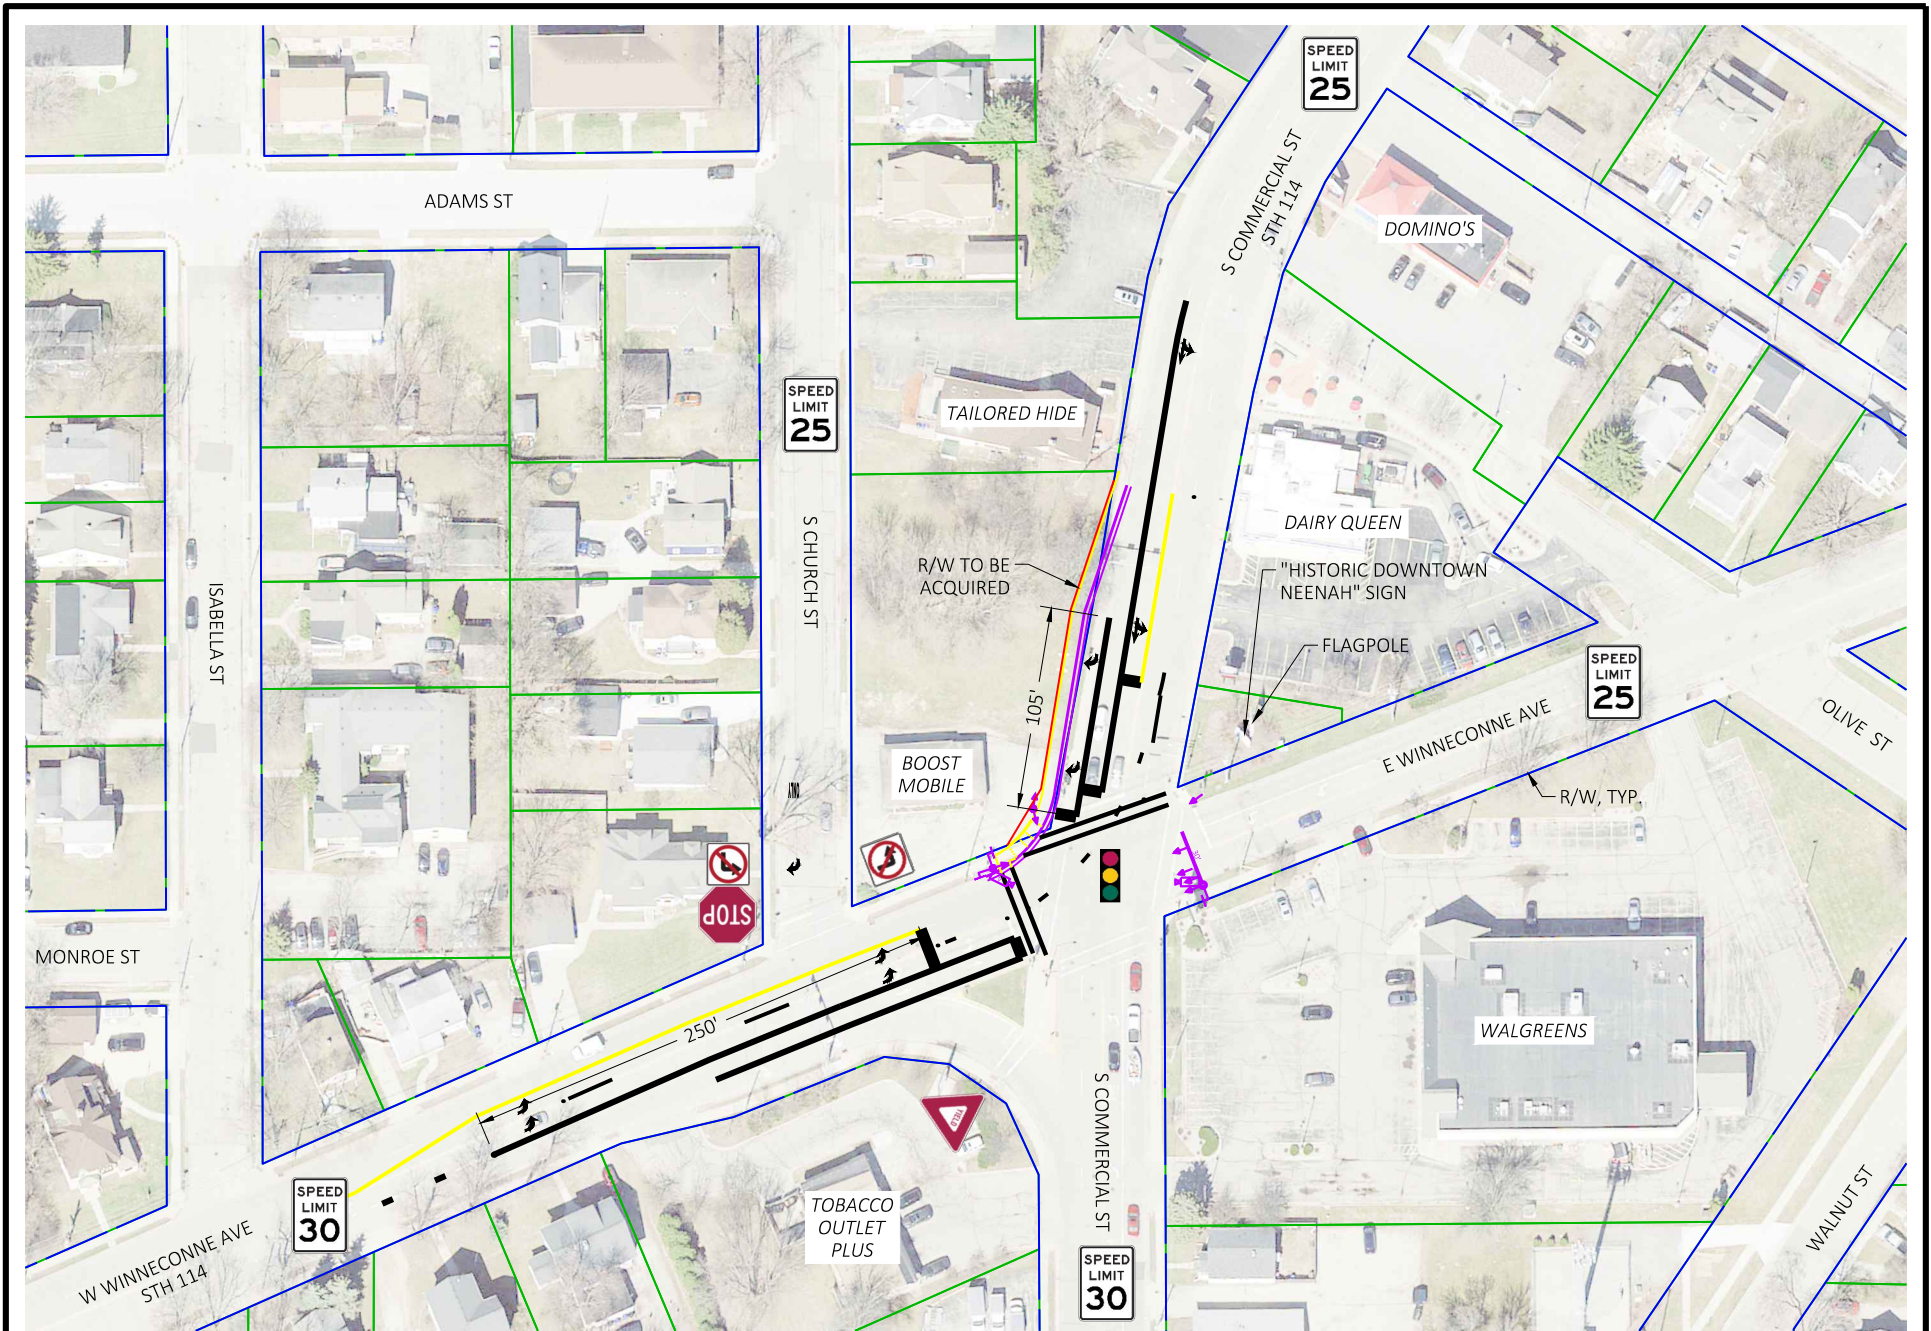 SPEED
LIMIT
25
ADAMS ST
S COMMERCIAL ST
STH 114
DOMINO'S
SPEED
LIMIT
25
TAILORED HIDE
S CHURCH ST
ISABELLA ST
R/W TO BE
ACQUIRED
DAIRY QUEEN
"HISTORIC DOWNTOWN
NEENAH" SIGN
FLAGPOLE
105'
SPEED
LIMIT
25
OLIVE ST
E WINNECONNE AVE
R/W, TYP.
BOOST
MOBILE
ONLY
STOP
MONROE ST
250'
WALGREENS
YIELD
S COMMERCIAL ST
SPEED
LIMIT
30
TOBACCO
OUTLET
PLUS
W WINNECONNE AVE
STH 114
WALNUT ST
SPEED
LIMIT
30